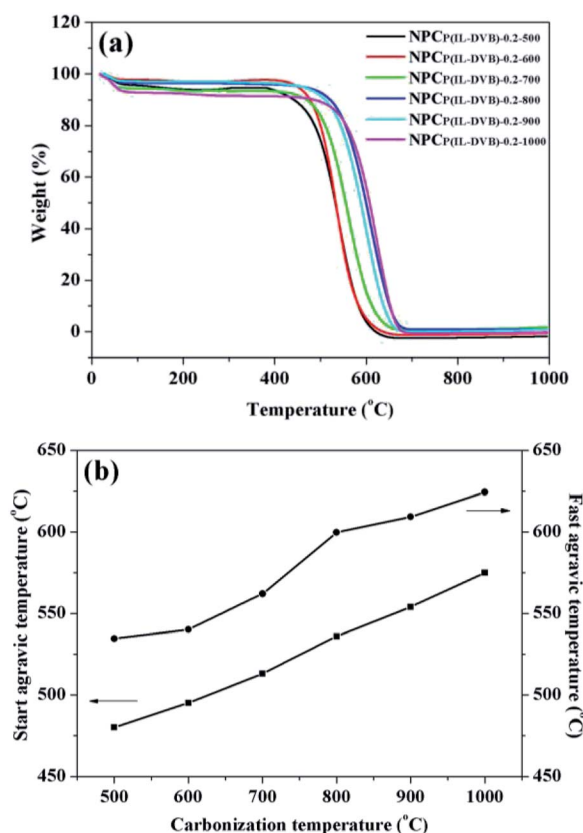 (a)
NPCP(IL-DVB)-0.2-500
NPCP(IL-DVB)-0.2-600
NPCP(IL-DVB)-0.2-700
NPCP(IL-DVB)-0.2-800
NPCP(IL-DVB)-0.2-900
NPCP(IL-DVB)-0.2-1000
Weight (%)
120
100
80
60
40
20
0
0 200 400 600 800 1000
Temperature (°C)
(b)
Start agravic temperature (°C)
650
600
550
500
450
Fast agravic temperature (°C)
650
600
550
500
450
500 600 700 800 900 1000
Carbonization temperature (°C)